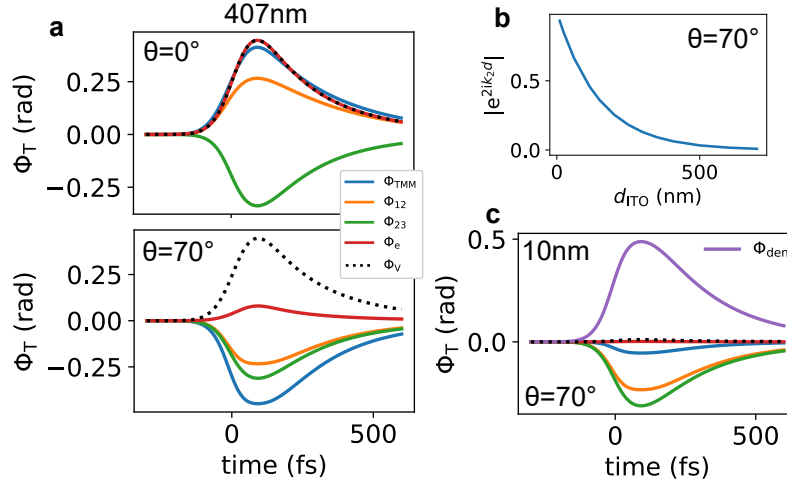 407nm
a
θ=0°
Φ_T (rad)
0.25
0.00
−0.25
Φ_TMM
Φ_12
Φ_23
Φ_e
Φ_V
θ=70°
Φ_T (rad)
0.25
0.00
−0.25
0
500
time (fs)
b
θ=70°
|e^{2ik_2d}|
0.5
0.0
0
500
d_ITO (nm)
c
10nm
Φ_den
Φ_T (rad)
0.5
0.0
θ=70°
0
500
time (fs)